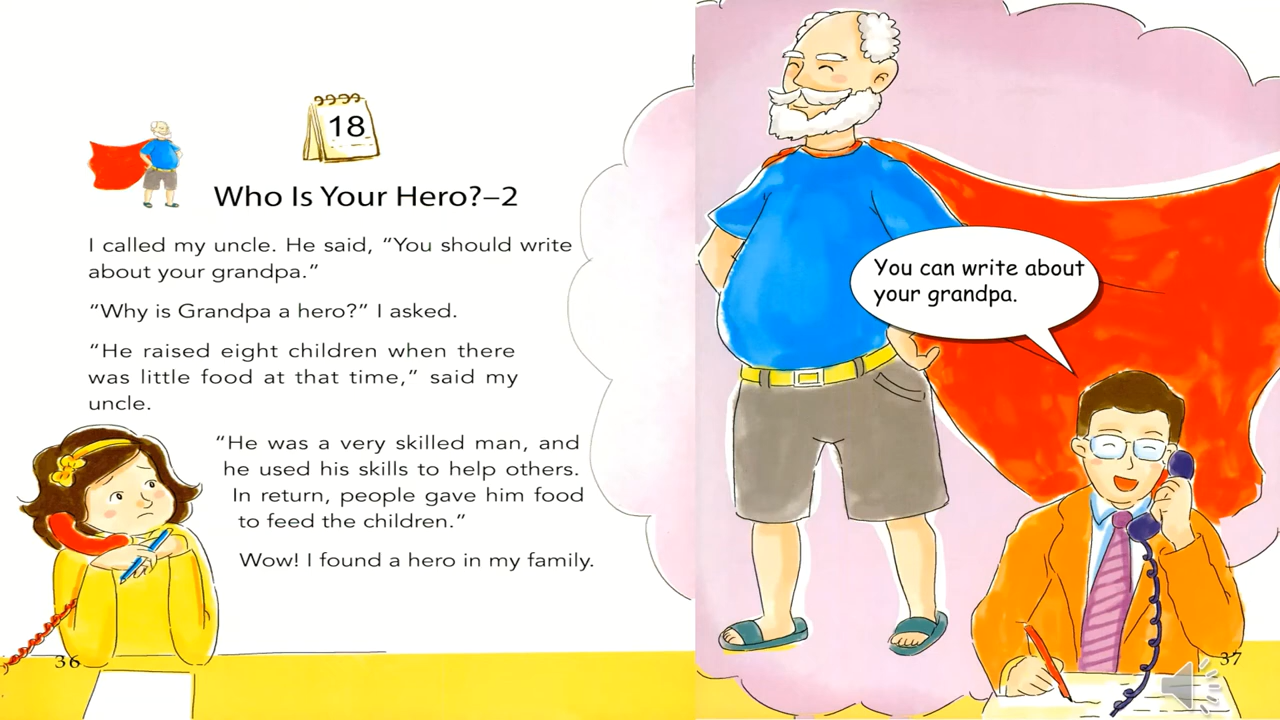 18
Who Is Your Hero?–2
I called my uncle. He said, “You should write
about your grandpa.”
“Why is Grandpa a hero?” I asked.
“He raised eight children when there
was little food at that time,” said my
uncle.
“He was a very skilled man, and
he used his skills to help others.
In return, people gave him food
to feed the children.”
Wow! I found a hero in my family.
36
You can write about
your grandpa.
37